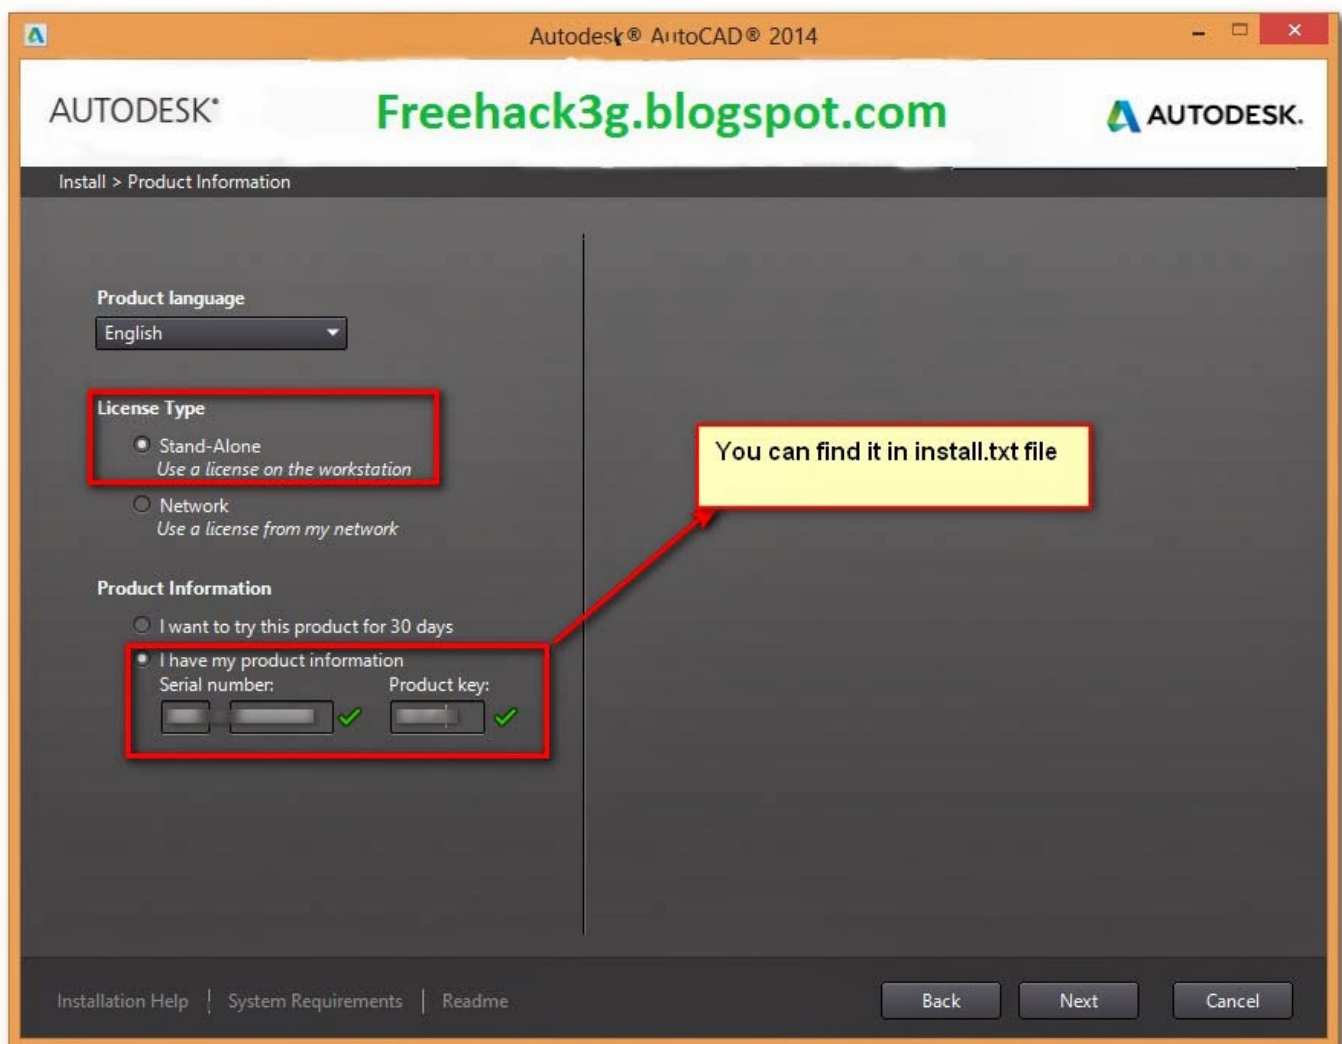 Autodesk® AutoCAD® 2014
AUTODESK®
Freehack3g.blogspot.com
AUTODESK.
Install > Product Information
Product language
English
License Type
Stand-Alone
Use a license on the workstation
Network
Use a license from my network
You can find it in install.txt file
Product Information
I want to try this product for 30 days
I have my product information
Serial number: Product key:
Installation Help | System Requirements | Readme
Back Next Cancel